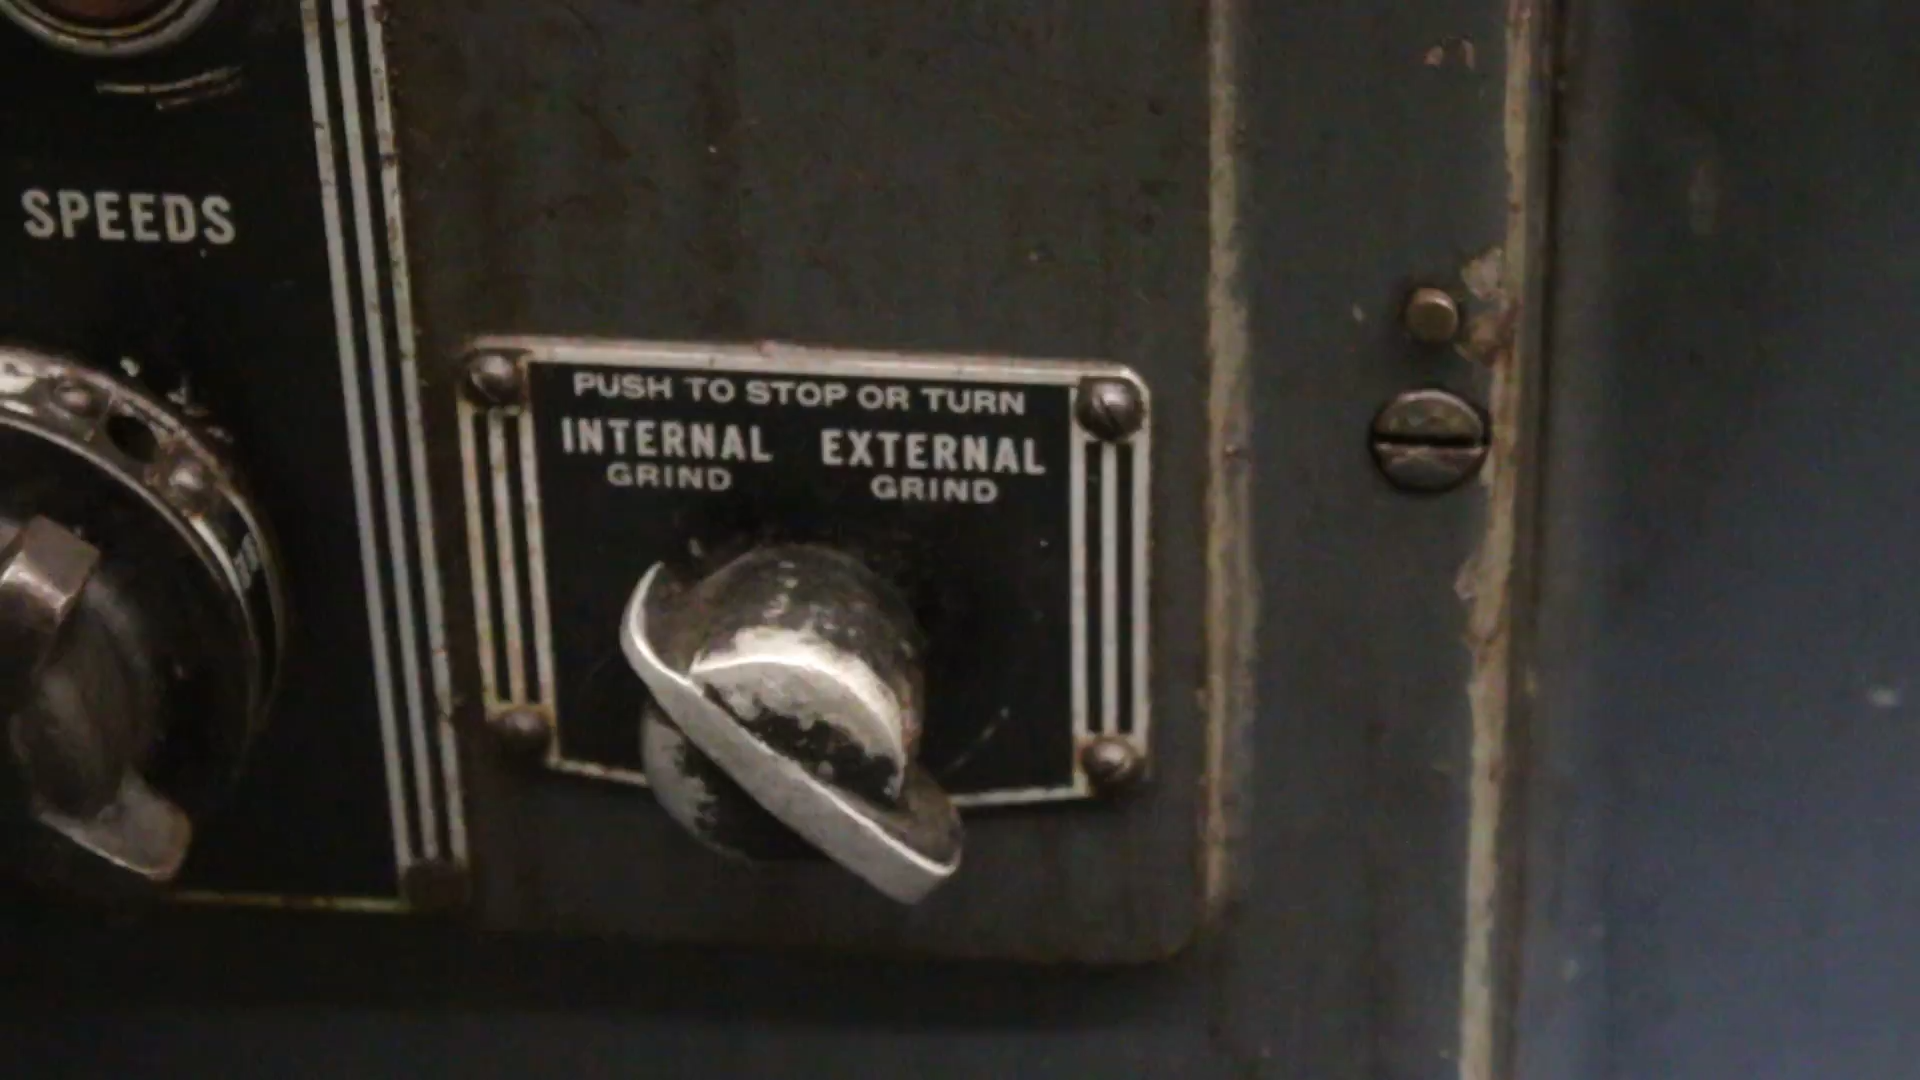 SPEEDS
PUSH TO STOP OR TURN
INTERNAL EXTERNAL
GRIND GRIND